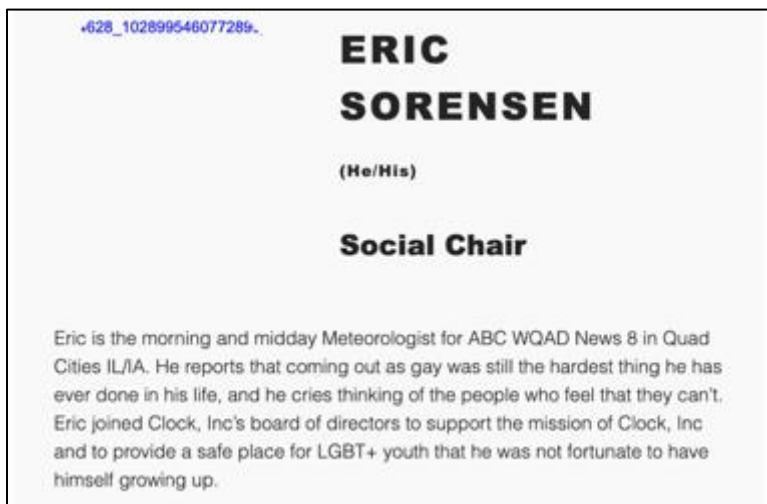 628_102899546077289
ERIC
SORENSEN
(He/His)
Social Chair
Eric is the morning and midday Meteorologist for ABC WQAD News 8 in Quad
Cities IL/IA. He reports that coming out as gay was still the hardest thing he has
ever done in his life, and he cries thinking of the people who feel that they can't.
Eric joined Clock, Inc's board of directors to support the mission of Clock, Inc
and to provide a safe place for LGBT+ youth that he was not fortunate to have
himself growing up.